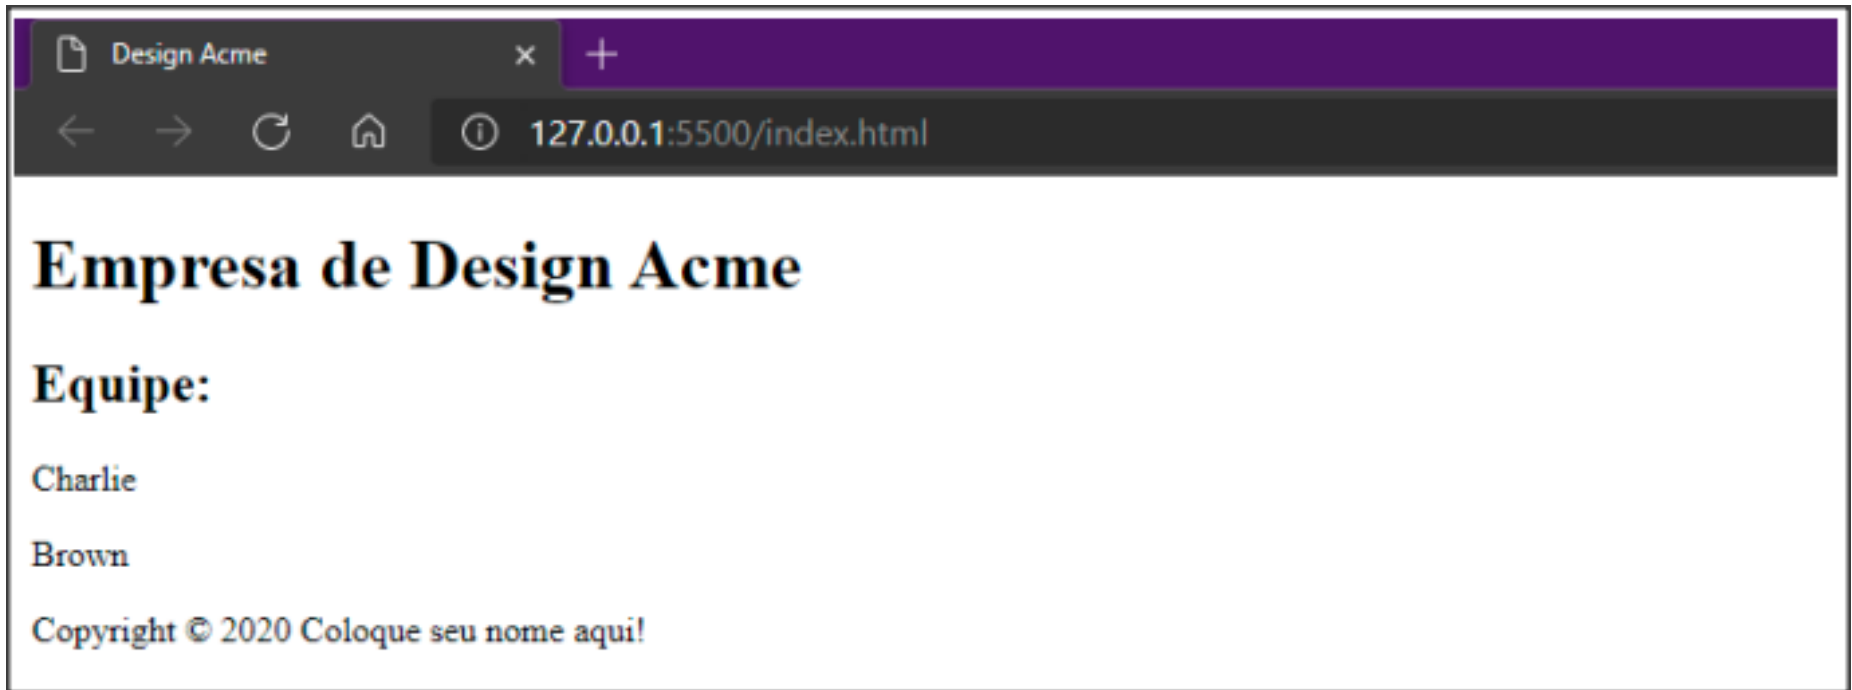 Design Acme
127.0.0.1:5500/index.html
Empresa de Design Acme
Equipe:
Charlie
Brown
Copyright © 2020 Coloque seu nome aqui!